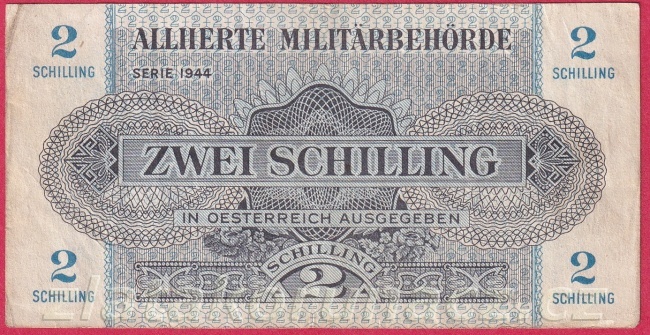 2
SCHILLING
ALLIIERTE MILITÄRBEHÖRDE
2
SCHILLING
SERIE 1944
ZWEI SCHILLING
IN OESTERREICH AUSGEGEBEN
SCHILLING
2
2
SCHILLING
2
SCHILLING